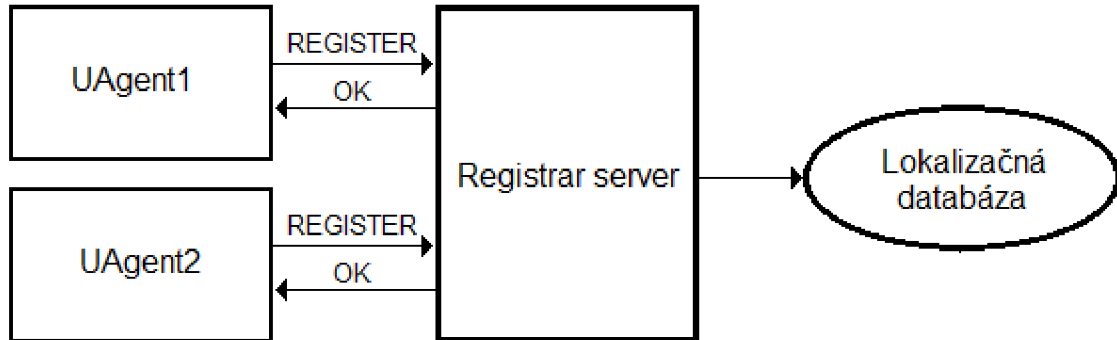 UAgent1
REGISTER
OK
UAgent2
REGISTER
OK
Registrar server
Lokalizačná
databáza